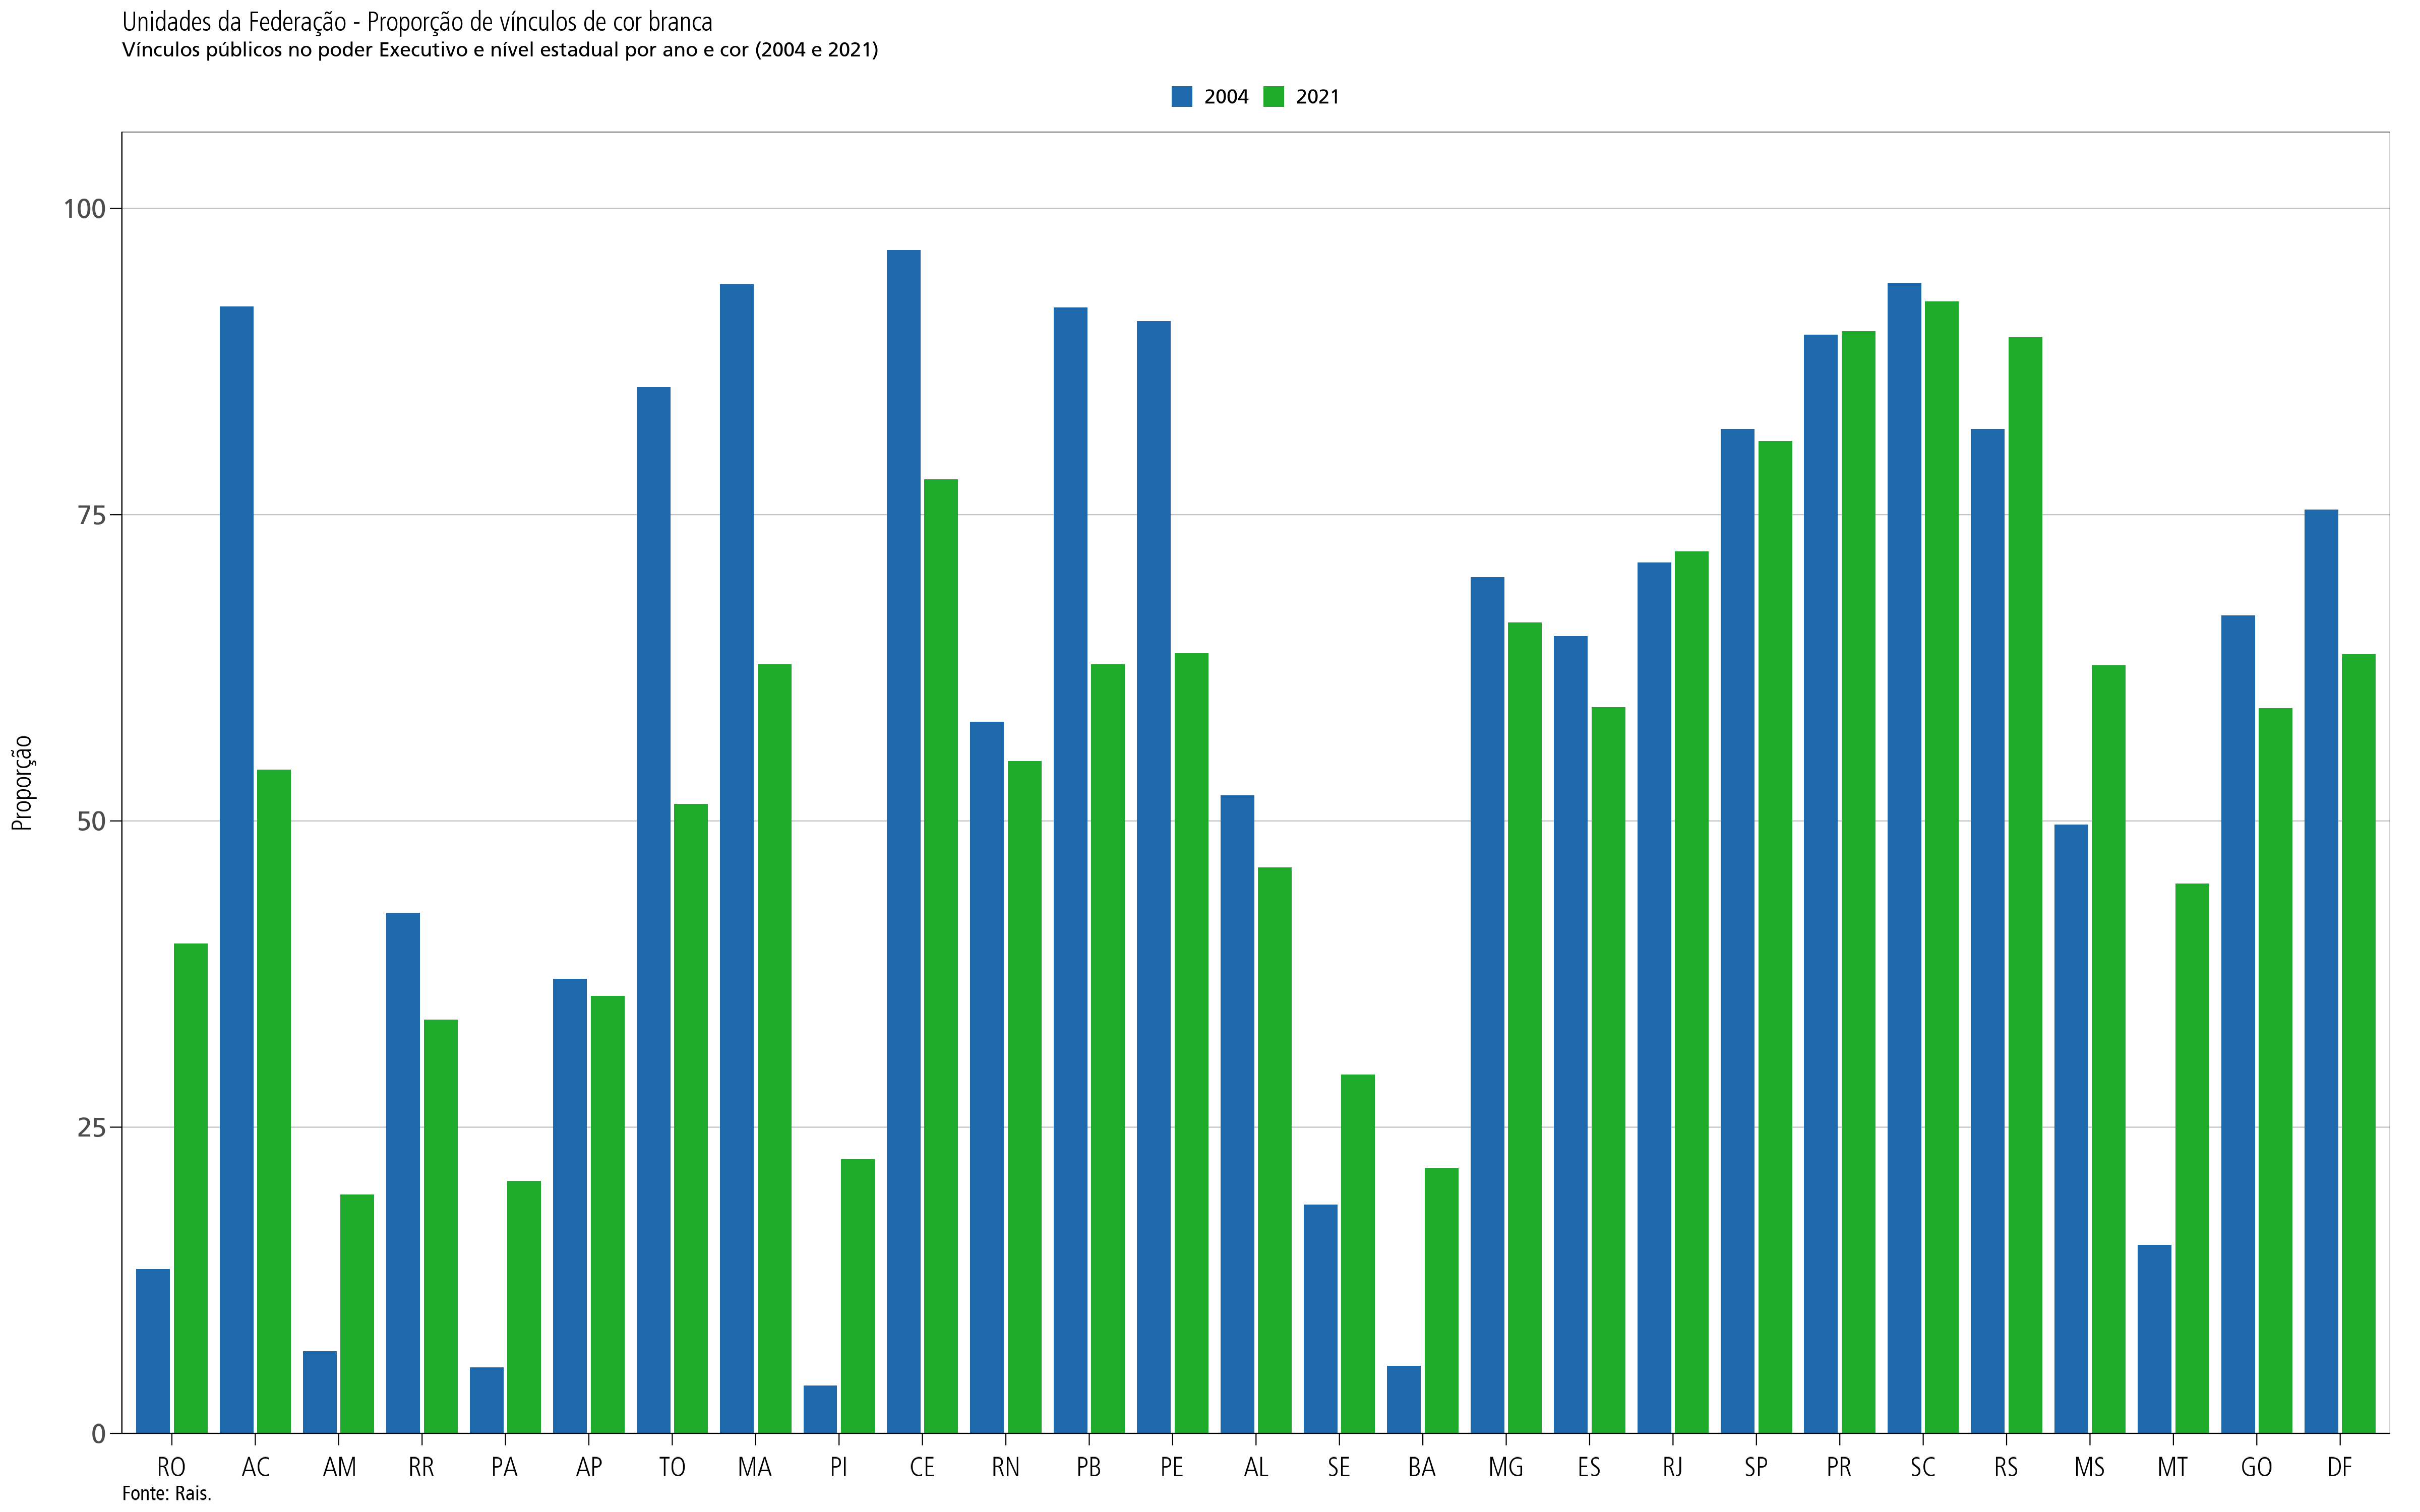 Unidades da Federação - Proporção de vínculos de cor branca
Vínculos públicos no poder Executivo e nível estadual por ano e cor (2004 e 2021)
2004 2021
Proporção
100
75
50
25
0
RO AC AM RR PA AP TO MA PI CE RN PB PE AL SE BA MG ES RJ SP PR SC RS MS MT GO DF
Fonte: Rais.